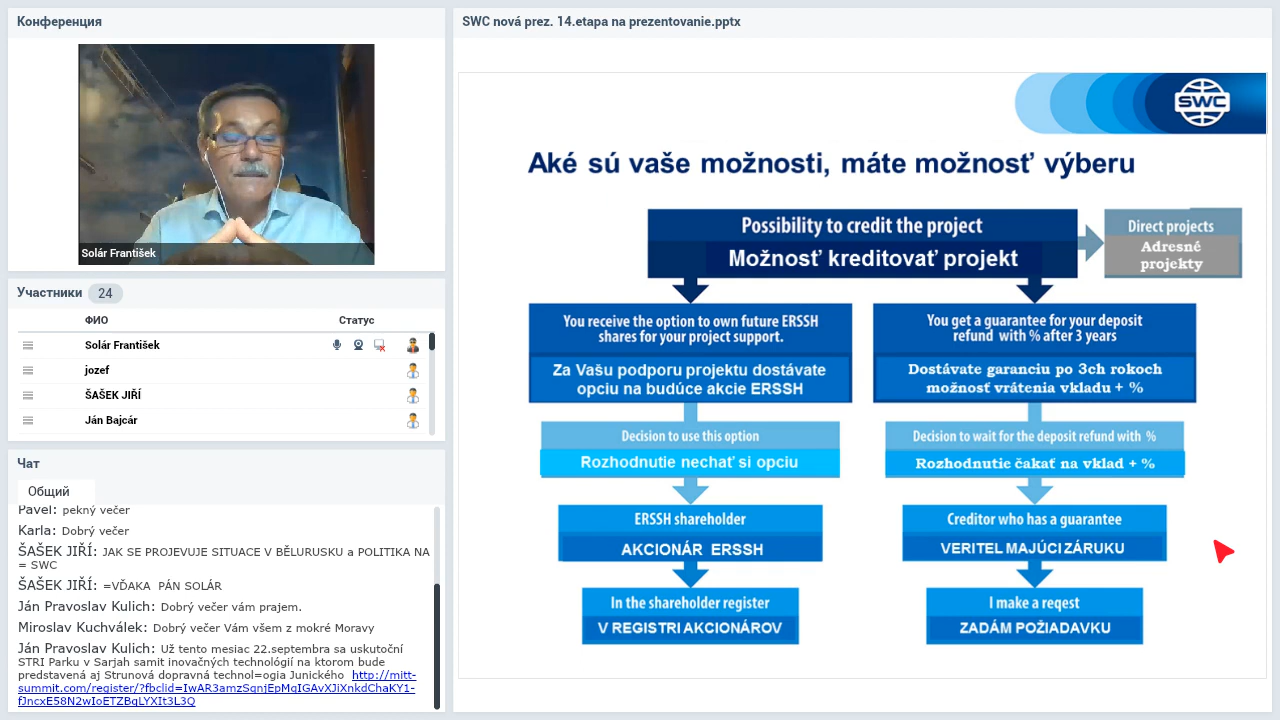 Конференция
Solár František
Участники 24
ФИО Статус
Solár František
jozef
ŠAŠEK JIŘÍ
Ján Bajcár
Чат
Общий
Pavel: pekný večer
Karla: Dobrý večer
ŠAŠEK JIŘÍ: JAK SE PROJEVUJE SITUACE V BĚLURUSKU a POLITIKA NA
= SWC
ŠAŠEK JIŘÍ: =VĎAKA PÁN SOLÁR
Ján Pravoslav Kulich: Dobrý večer vám prajem.
Miroslav Kuchválek: Dobrý večer Vám všem z mokré Moravy
Ján Pravoslav Kulich: Už tento mesiac 22.septembra sa uskutoční
STRI Parku v Sarjah samit inovačných technológií na ktorom bude
predstavená aj Strunová dopravná technol=ogia Junického http://mitt-
summit.com/register/?fbclid=IwAR3amzSqnjEpMqIGAvXJiXnkdChaKY1-
fJncxE58N2wIoETZBqLYXIt3L3Q
SWC nová prez. 14.etapa na prezentovanie.pptx
SWC
Aké sú vaše možnosti, máte možnosť výberu
Possibility to credit the project
Možnosť kreditovať projekt
Direct projects
Adresné
projekty
You receive the option to own future ERSSH
shares for your project support.
Za Vašu podporu projektu dostávate
opciu na budúce akcie ERSSH
Decision to use this option
Rozhodnutie nechať si opciu
ERSSH shareholder
AKCIONÁR ERSSH
In the shareholder register
V REGISTRI AKCIONÁROV
You get a guarantee for your deposit
refund with % after 3 years
Dostávate garanciu po 3ch rokoch
možnosť vrátenia vkladu + %
Decision to wait for the deposit refund with %
Rozhodnutie čakať na vklad + %
Creditor who has a guarantee
VERITEL MAJÚCI ZÁRUKU
I make a reqest
ZADÁM POŽIADAVKU